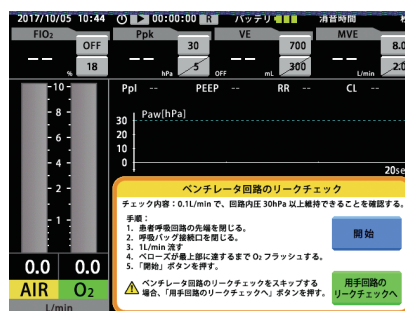 2017/10/05 10:44 00:00:00 R バッテリ 消音時間
FIO2 Ppk VE MVE
OFF 30 700 8.0
-- -- -- --
18 5 300 2.0
% hPa OFF mL L/min
Ppl -- PEEP -- RR -- CL --
Paw[hPa]
30
20
10
0
20se
10
8
6
4
2
1
0.0 0.0
AIR O2
L/min
ベンチレータ回路のリークチェック
チェック内容:0.1L/min で、回路内圧 30hPa 以上維持できることを確認する。
手順:
1. 患者呼吸回路の先端を閉じる。
2. 呼吸バッグ接続口を閉じる。
3. 1L/min 流す
4. ベローズが最上部に達するまで O2 フラッシュする。
5.「開始」ボタンを押す。
ベンチレータ回路のリークチェックをスキップする
場合、「用手回路のリークチェックへ」ボタンを押す。
開始
用手回路の
リークチェックへ